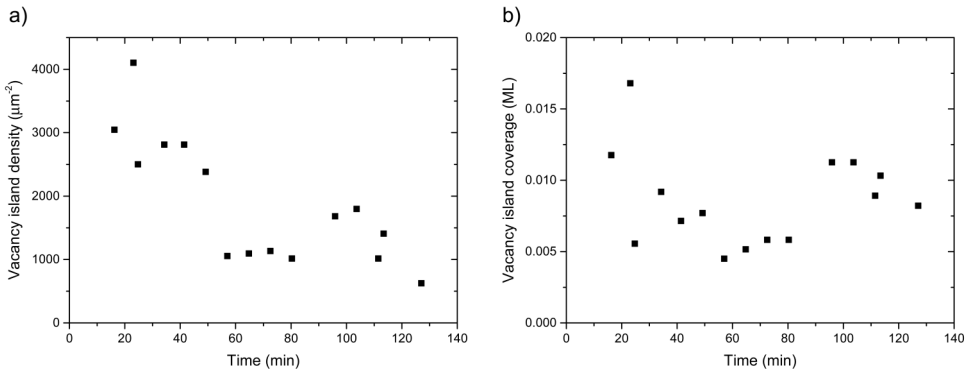 a)
Vacancy island density (μm⁻²)
4000
3000
2000
1000
0
0 20 40 60 80 100 120 140
Time (min)
b)
Vacancy island coverage (ML)
0.020
0.015
0.010
0.005
0.000
0 20 40 60 80 100 120 140
Time (min)